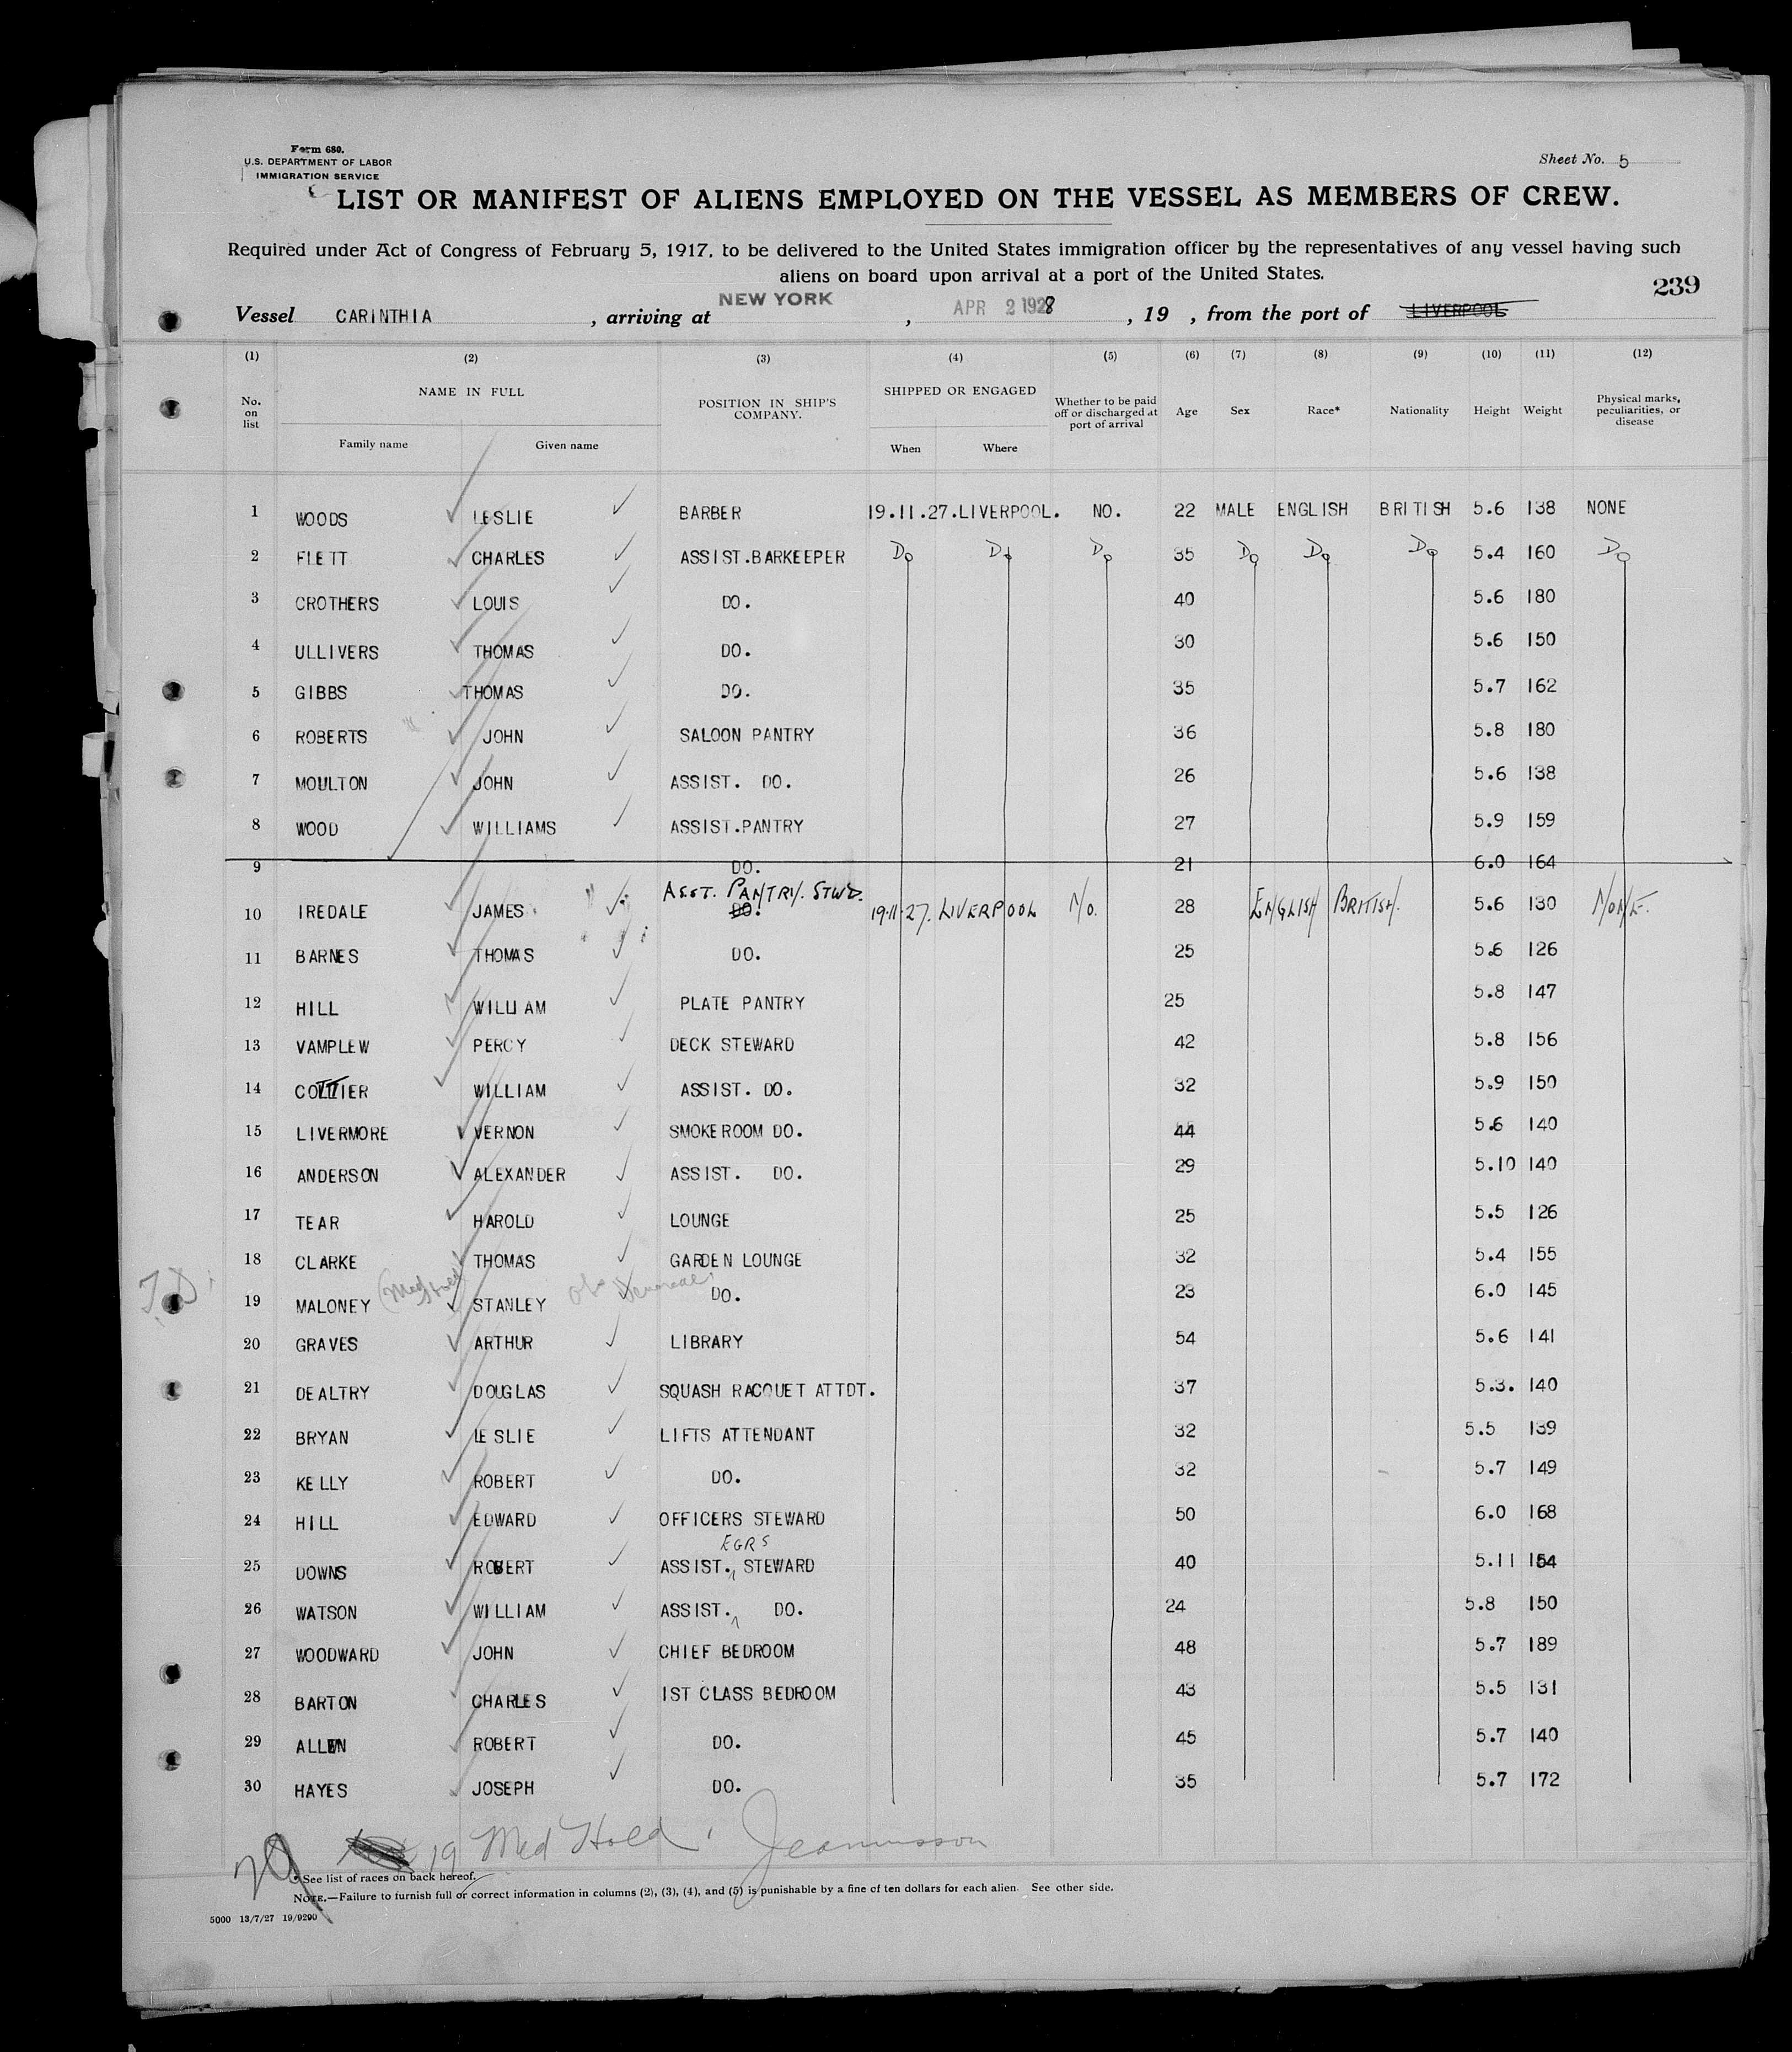 Form 680.
U.S. DEPARTMENT OF LABOR
IMMIGRATION SERVICE
Sheet No. 5
LIST OR MANIFEST OF ALIENS EMPLOYED ON THE VESSEL AS MEMBERS OF CREW.
Required under Act of Congress of February 5, 1917, to be delivered to the United States immigration officer by the representatives of any vessel having such
aliens on board upon arrival at a port of the United States.
239
Vessel CARINTHIA , arriving at NEW YORK , APR 2 1928 , 19 , from the port of LIVERPOOL
(1) (2) (3) (4) (5) (6) (7) (8) (9) (10) (11) (12)
No. on list NAME IN FULL Family name Given name POSITION IN SHIP'S COMPANY. SHIPPED OR ENGAGED When Where Whether to be paid off or discharged at port of arrival Age Sex Race* Nationality Height Weight Physical marks, peculiarities, or disease
1 WOODS LESLIE BARBER 19.11.27. LIVERPOOL. NO. 22 MALE ENGLISH BRITISH 5.6 138 NONE
2 FLETT CHARLES ASSIST.BARKEEPER Do Do Do 35 Do Do Do 5.4 160 Do
3 CROTHERS LOUIS DO. 40 5.6 180
4 ULLIVERS THOMAS DO. 30 5.6 150
5 GIBBS THOMAS DO. 35 5.7 162
6 ROBERTS JOHN SALOON PANTRY 36 5.8 180
7 MOULTON JOHN ASSIST. DO. 26 5.6 138
8 WOOD WILLIAMS ASSIST.PANTRY 27 5.9 159
9 DO. 21 6.0 164
10 IREDALE JAMES ASST. PANTRY. STWD. DO. 19.11.27. LIVERPOOL No. 28 ENGLISH BRITISH. 5.6 130 NONE.
11 BARNES THOMAS DO. 25 5.6 126
12 HILL WILLIAM PLATE PANTRY 25 5.8 147
13 VAMPLEW PERCY DECK STEWARD 42 5.8 156
14 COTTIER WILLIAM ASSIST. DO. 32 5.9 150
15 LIVERMORE VERNON SMOKEROOM DO. 44 5.6 140
16 ANDERSON ALEXANDER ASSIST. DO. 29 5.10 140
17 TEAR HAROLD LOUNGE 25 5.5 126
18 CLARKE THOMAS GARDEN LOUNGE 32 5.4 155
19 MALONEY (Med Hold) STANLEY DO. 23 6.0 145
20 GRAVES ARTHUR LIBRARY 54 5.6 141
21 DEALTRY DOUGLAS SQUASH RACQUET ATTDT. 37 5.3. 140
22 BRYAN LESLIE LIFTS ATTENDANT 32 5.5 139
23 KELLY ROBERT DO. 32 5.7 149
24 HILL EDWARD OFFICERS STEWARD 50 6.0 168
25 DOWNS ROBERT ASSIST. EGRS STEWARD 40 5.11 154
26 WATSON WILLIAM ASSIST. DO. 24 5.8 150
27 WOODWARD JOHN CHIEF BEDROOM 48 5.7 189
28 BARTON CHARLES 1ST CLASS BEDROOM 43 5.5 131
29 ALLEN ROBERT DO. 45 5.7 140
30 HAYES JOSEPH DO. 35 5.7 172
29 19 Med Hold.
* See list of races on back hereof.
NOTE.—Failure to furnish full or correct information in columns (2), (3), (4), and (5) is punishable by a fine of ten dollars for each alien. See other side.
5000 13/7/27 19/9290